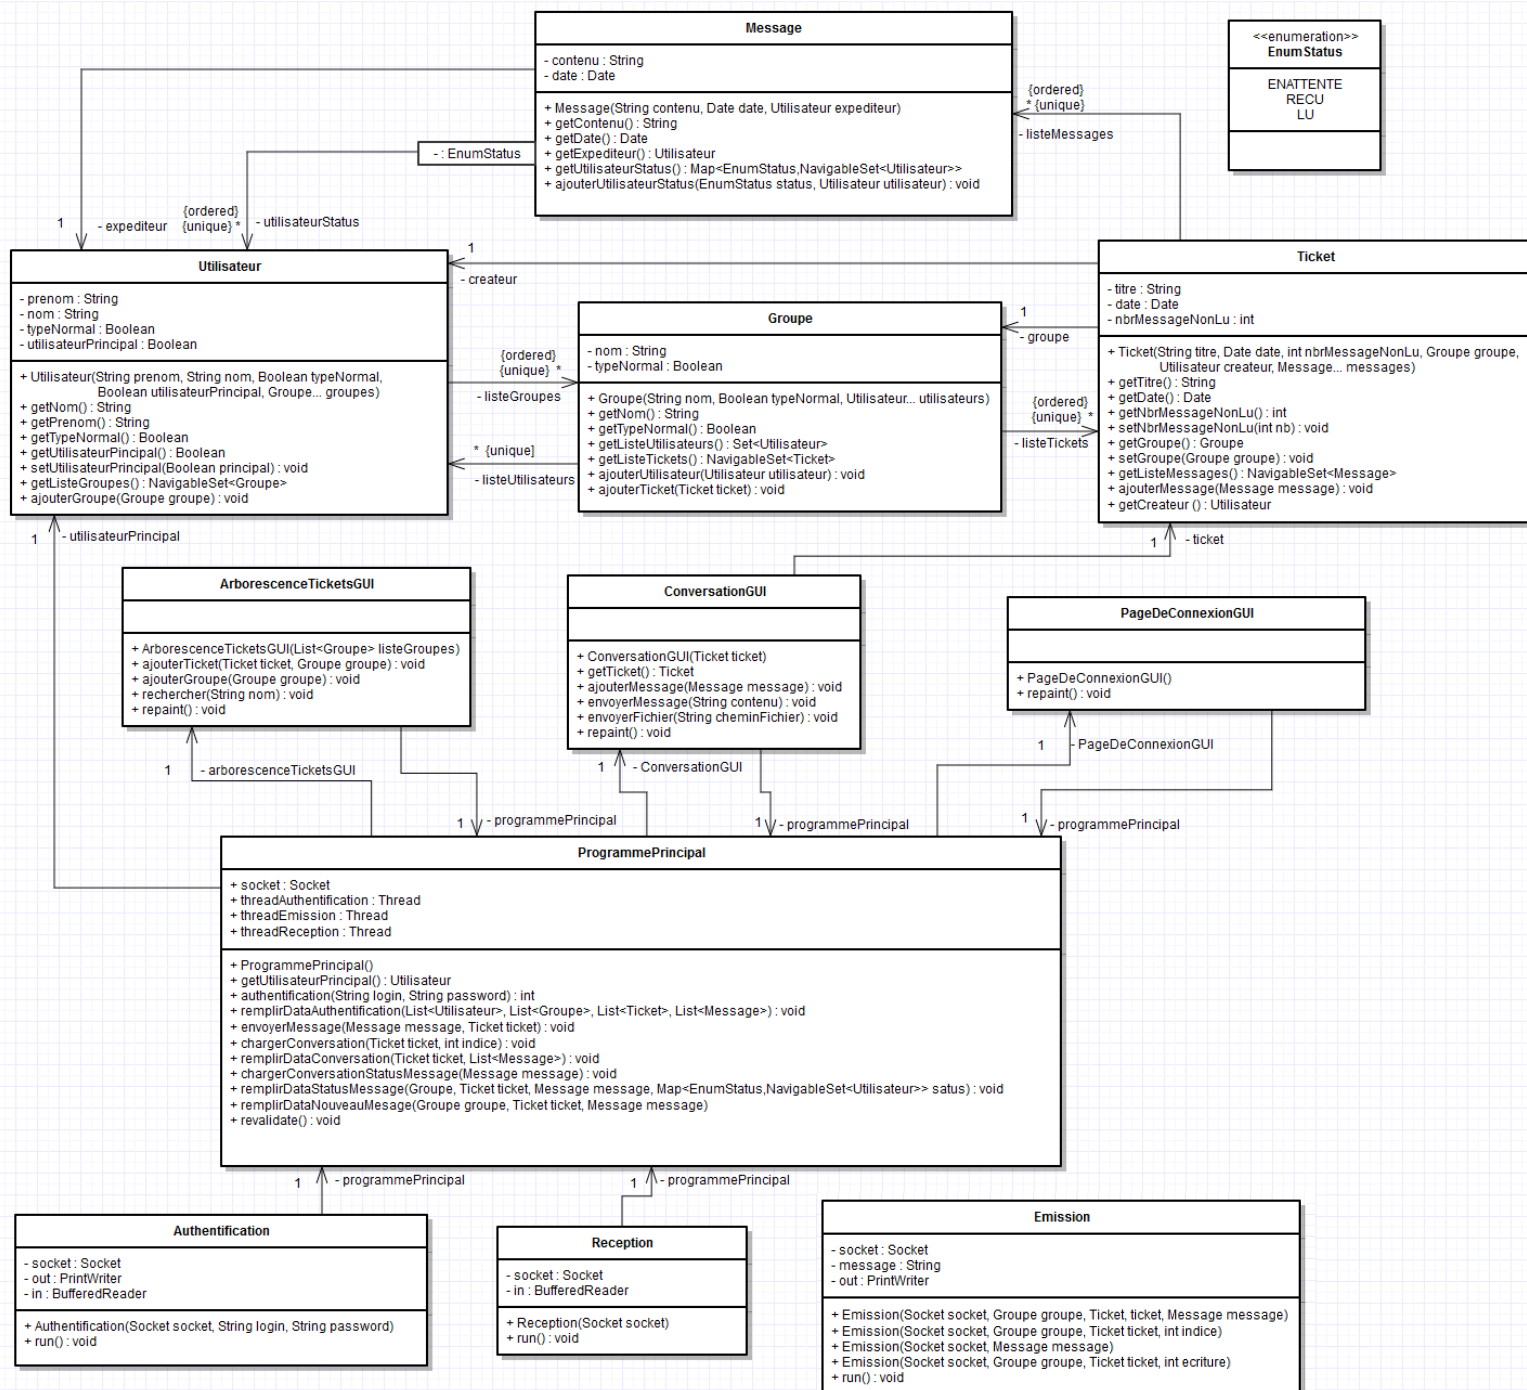 Message
- contenu : String
- date : Date
+ Message(String contenu, Date date, Utilisateur expediteur)
+ getContenu() : String
+ getDate() : Date
+ getExpediteur() : Utilisateur
+ getUtilisateurStatus() : Map<EnumStatus,NavigableSet<Utilisateur>>
+ ajouterUtilisateurStatus(EnumStatus status, Utilisateur utilisateur) : void
<<enumeration>>
EnumStatus
ENATTENTE
RECU
LU
{ordered}
* {unique}
- listeMessages
- : EnumStatus
1
- expediteur
{ordered}
{unique} *
- utilisateurStatus
Utilisateur
- prenom : String
- nom : String
- typeNormal : Boolean
- utilisateurPrincipal : Boolean
+ Utilisateur(String prenom, String nom, Boolean typeNormal,
Boolean utilisateurPrincipal, Groupe... groupes)
+ getNom() : String
+ getPrenom() : String
+ getTypeNormal() : Boolean
+ getUtilisateurPrincipal() : Boolean
+ setUtilisateurPrincipal(Boolean principal) : void
+ getListeGroupes() : NavigableSet<Groupe>
+ ajouterGroupe(Groupe groupe) : void
1
- createur
Groupe
- nom : String
- typeNormal : Boolean
+ Groupe(String nom, Boolean typeNormal, Utilisateur... utilisateurs)
+ getNom() : String
+ getTypeNormal() : Boolean
+ getListeUtilisateurs() : Set<Utilisateur>
+ getListeTickets() : NavigableSet<Ticket>
+ ajouterUtilisateur(Utilisateur utilisateur) : void
+ ajouterTicket(Ticket ticket) : void
{ordered}
{unique} *
- listeGroupes
* {unique]
- listeUtilisateurs
1
- groupe
{ordered}
{unique} *
- listeTickets
Ticket
- titre : String
- date : Date
- nbrMessageNonLu : int
+ Ticket(String titre, Date date, int nbrMessageNonLu, Groupe groupe,
Utilisateur createur, Message... messages)
+ getTitre() : String
+ getDate() : Date
+ getNbrMessageNonLu() : int
+ setNbrMessageNonLu(int nb) : void
+ getGroupe() : Groupe
+ setGroupe(Groupe groupe) : void
+ getListeMessages() : NavigableSet<Message>
+ ajouterMessage(Message message) : void
+ getCreateur () : Utilisateur
1
- utilisateurPrincipal
1
- ticket
ArborescenceTicketsGUI
+ ArborescenceTicketsGUI(List<Groupe> listeGroupes)
+ ajouterTicket(Ticket ticket, Groupe groupe) : void
+ ajouterGroupe(Groupe groupe) : void
+ rechercher(String nom) : void
+ repaint() : void
ConversationGUI
+ ConversationGUI(Ticket ticket)
+ getTicket() : Ticket
+ ajouterMessage(Message message) : void
+ envoyerMessage(String contenu) : void
+ envoyerFichier(String cheminFichier) : void
+ repaint() : void
PageDeConnexionGUI
+ PageDeConnexionGUI()
+ repaint() : void
1
- arborescenceTicketsGUI
1
- programmePrincipal
1
- ConversationGUI
1
- programmePrincipal
1
- PageDeConnexionGUI
1
- programmePrincipal
ProgrammePrincipal
+ socket : Socket
+ threadAuthentification : Thread
+ threadEmission : Thread
+ threadReception : Thread
+ ProgrammePrincipal()
+ getUtilisateurPrincipal() : Utilisateur
+ authentification(String login, String password) : int
+ remplirDataAuthentification(List<Utilisateur>, List<Groupe>, List<Ticket>, List<Message>) : void
+ envoyerMessage(Message message, Ticket ticket) : void
+ chargerConversation(Ticket ticket, int indice) : void
+ remplirDataConversation(Ticket ticket, List<Message>) : void
+ chargerConversationStatusMessage(Message message) : void
+ remplirDataStatusMessage(Groupe, Ticket ticket, Message message, Map<EnumStatus,NavigableSet<Utilisateur>> satus) : void
+ remplirDataNouveauMesage(Groupe groupe, Ticket ticket, Message message)
+ revalidate() : void
1
- programmePrincipal
1
- programmePrincipal
Authentification
- socket : Socket
- out : PrintWriter
- in : BufferedReader
+ Authentification(Socket socket, String login, String password)
+ run() : void
Reception
- socket : Socket
- in : BufferedReader
+ Reception(Socket socket)
+ run() : void
Emission
- socket : Socket
- message : String
- out : PrintWriter
+ Emission(Socket socket, Groupe groupe, Ticket, ticket, Message message)
+ Emission(Socket socket, Groupe groupe, Ticket ticket, int indice)
+ Emission(Socket socket, Message message)
+ Emission(Socket socket, Groupe groupe, Ticket ticket, int ecriture)
+ run() : void